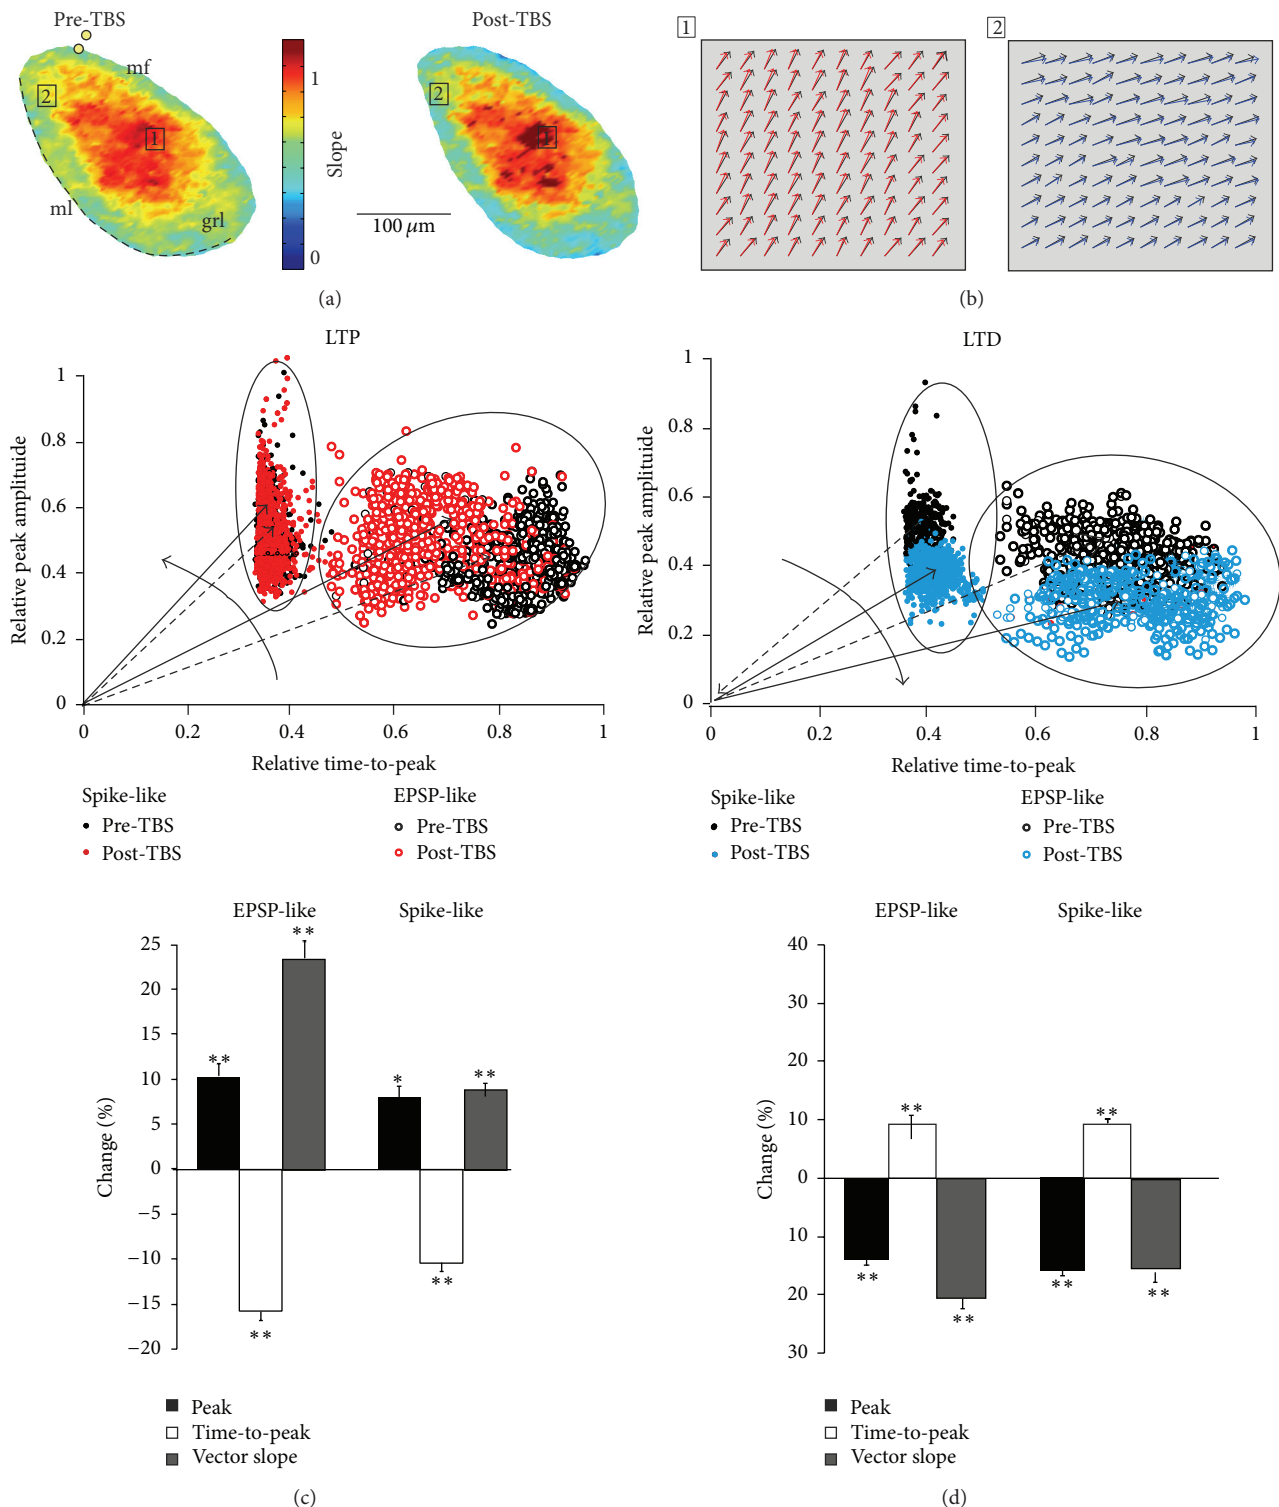 Pre-TBS
Post-TBS
1
2
mf
2
1
ml
grl
1
0
Slope
100 μm
2
1
(a)
(b)
LTP
1
0.8
0.6
0.4
0.2
0
Relative peak amplituide
0
0.2
0.4
0.6
0.8
1
Relative time-to-peak
Spike-like
Pre-TBS
Post-TBS
EPSP-like
Pre-TBS
Post-TBS
LTD
1
0.8
0.6
0.4
0.2
0
Relative peak amplitude
0
0.2
0.4
0.6
0.8
1
Relative time-to-peak
Spike-like
Pre-TBS
Post-TBS
EPSP-like
Pre-TBS
Post-TBS
EPSP-like
Spike-like
25
20
15
10
5
0
−5
−10
−15
−20
Change (%)
**
**
**
*
**
**
Peak
Time-to-peak
Vector slope
(c)
EPSP-like
Spike-like
40
30
20
10
0
10
20
30
Change (%)
**
**
**
**
**
**
Peak
Time-to-peak
Vector slope
(d)